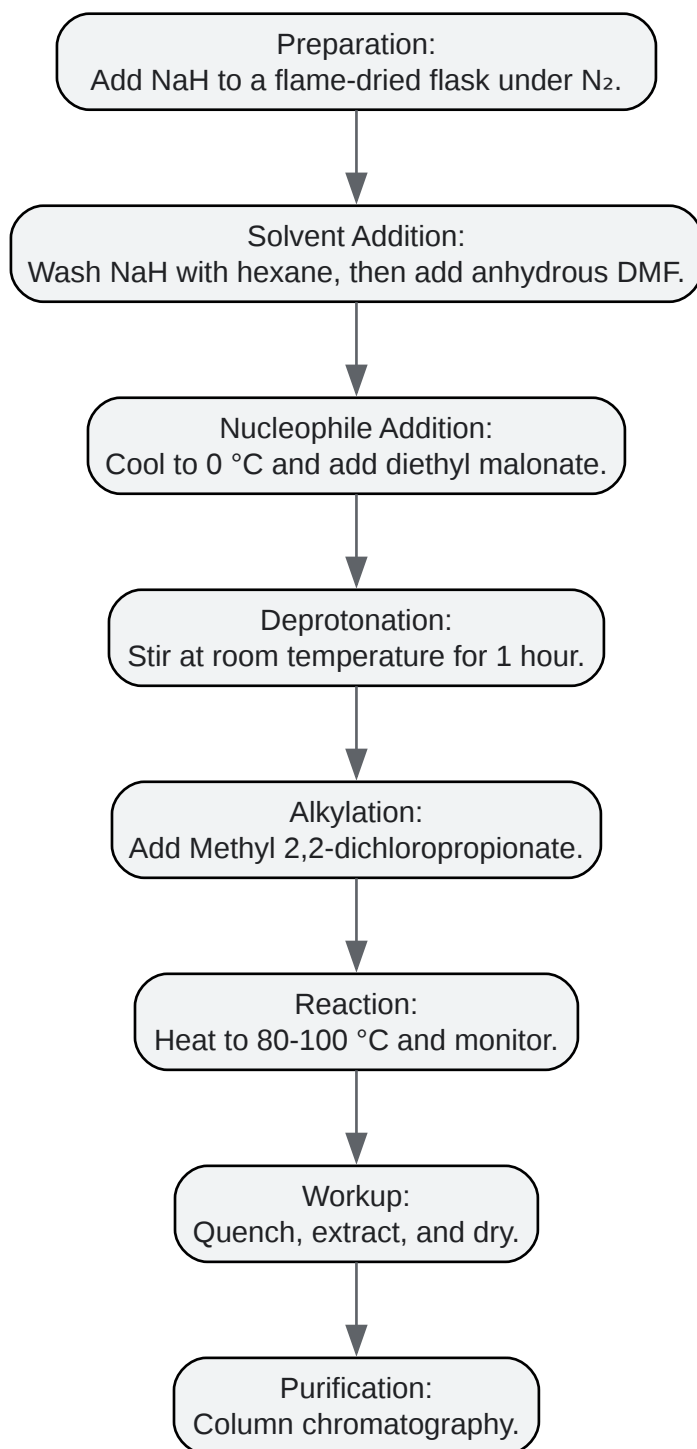 Preparation:
Add NaH to a flame-dried flask under N₂.
Solvent Addition:
Wash NaH with hexane, then add anhydrous DMF.
Nucleophile Addition:
Cool to 0 °C and add diethyl malonate.
Deprotonation:
Stir at room temperature for 1 hour.
Alkylation:
Add Methyl 2,2-dichloropropionate.
Reaction:
Heat to 80-100 °C and monitor.
Workup:
Quench, extract, and dry.
Purification:
Column chromatography.